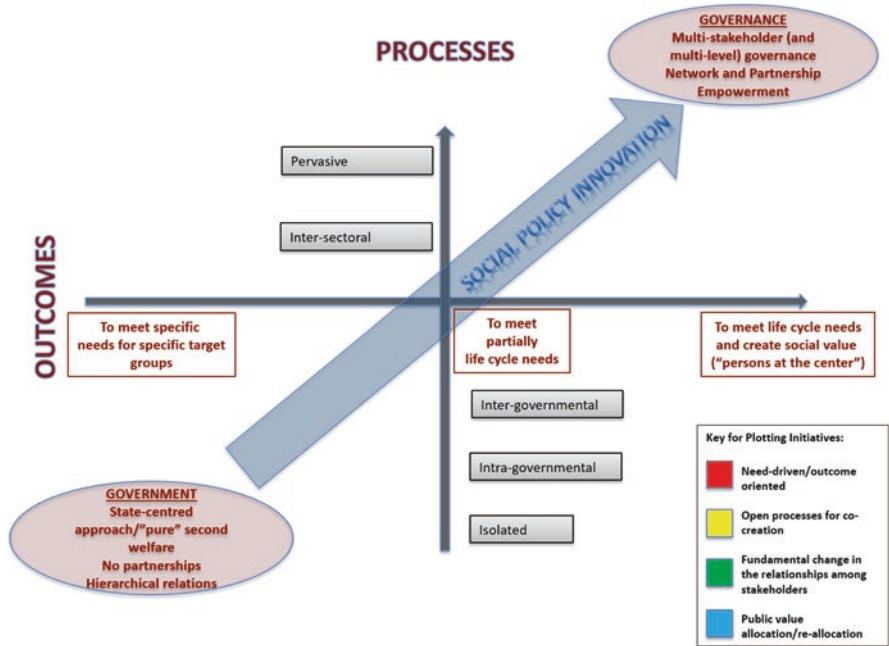 PROCESSES
GOVERNANCE
Multi-stakeholder (and
multi-level) governance
Network and Partnership
Empowerment
Pervasive
Inter-sectoral
SOCIAL POLICY INNOVATION
OUTCOMES
To meet specific
needs for specific target
groups
To meet
partially
life cycle needs
To meet life cycle needs
and create social value
("persons at the center")
Inter-governmental
Intra-governmental
Isolated
GOVERNMENT
State-centred
approach/"pure" second
welfare
No partnerships
Hierarchical relations
Key for Plotting Initiatives:
Need-driven/outcome
oriented
Open processes for co-
creation
Fundamental change in
the relationships among
stakeholders
Public value
allocation/re-allocation